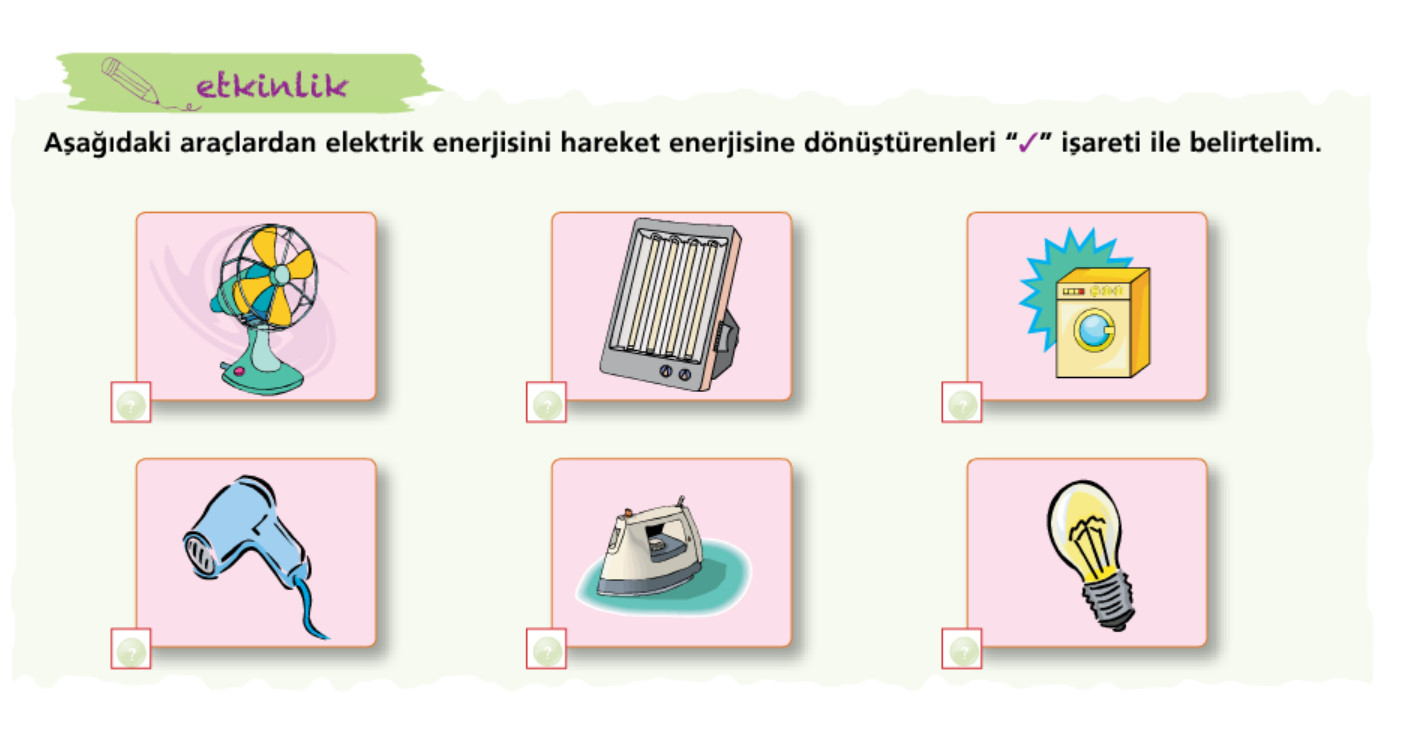 etkinlik
Aşağıdaki araçlardan elektrik enerjisini hareket enerjisine dönüştürenleri “✓” işareti ile belirtelim.
? ? ?
? ? ?